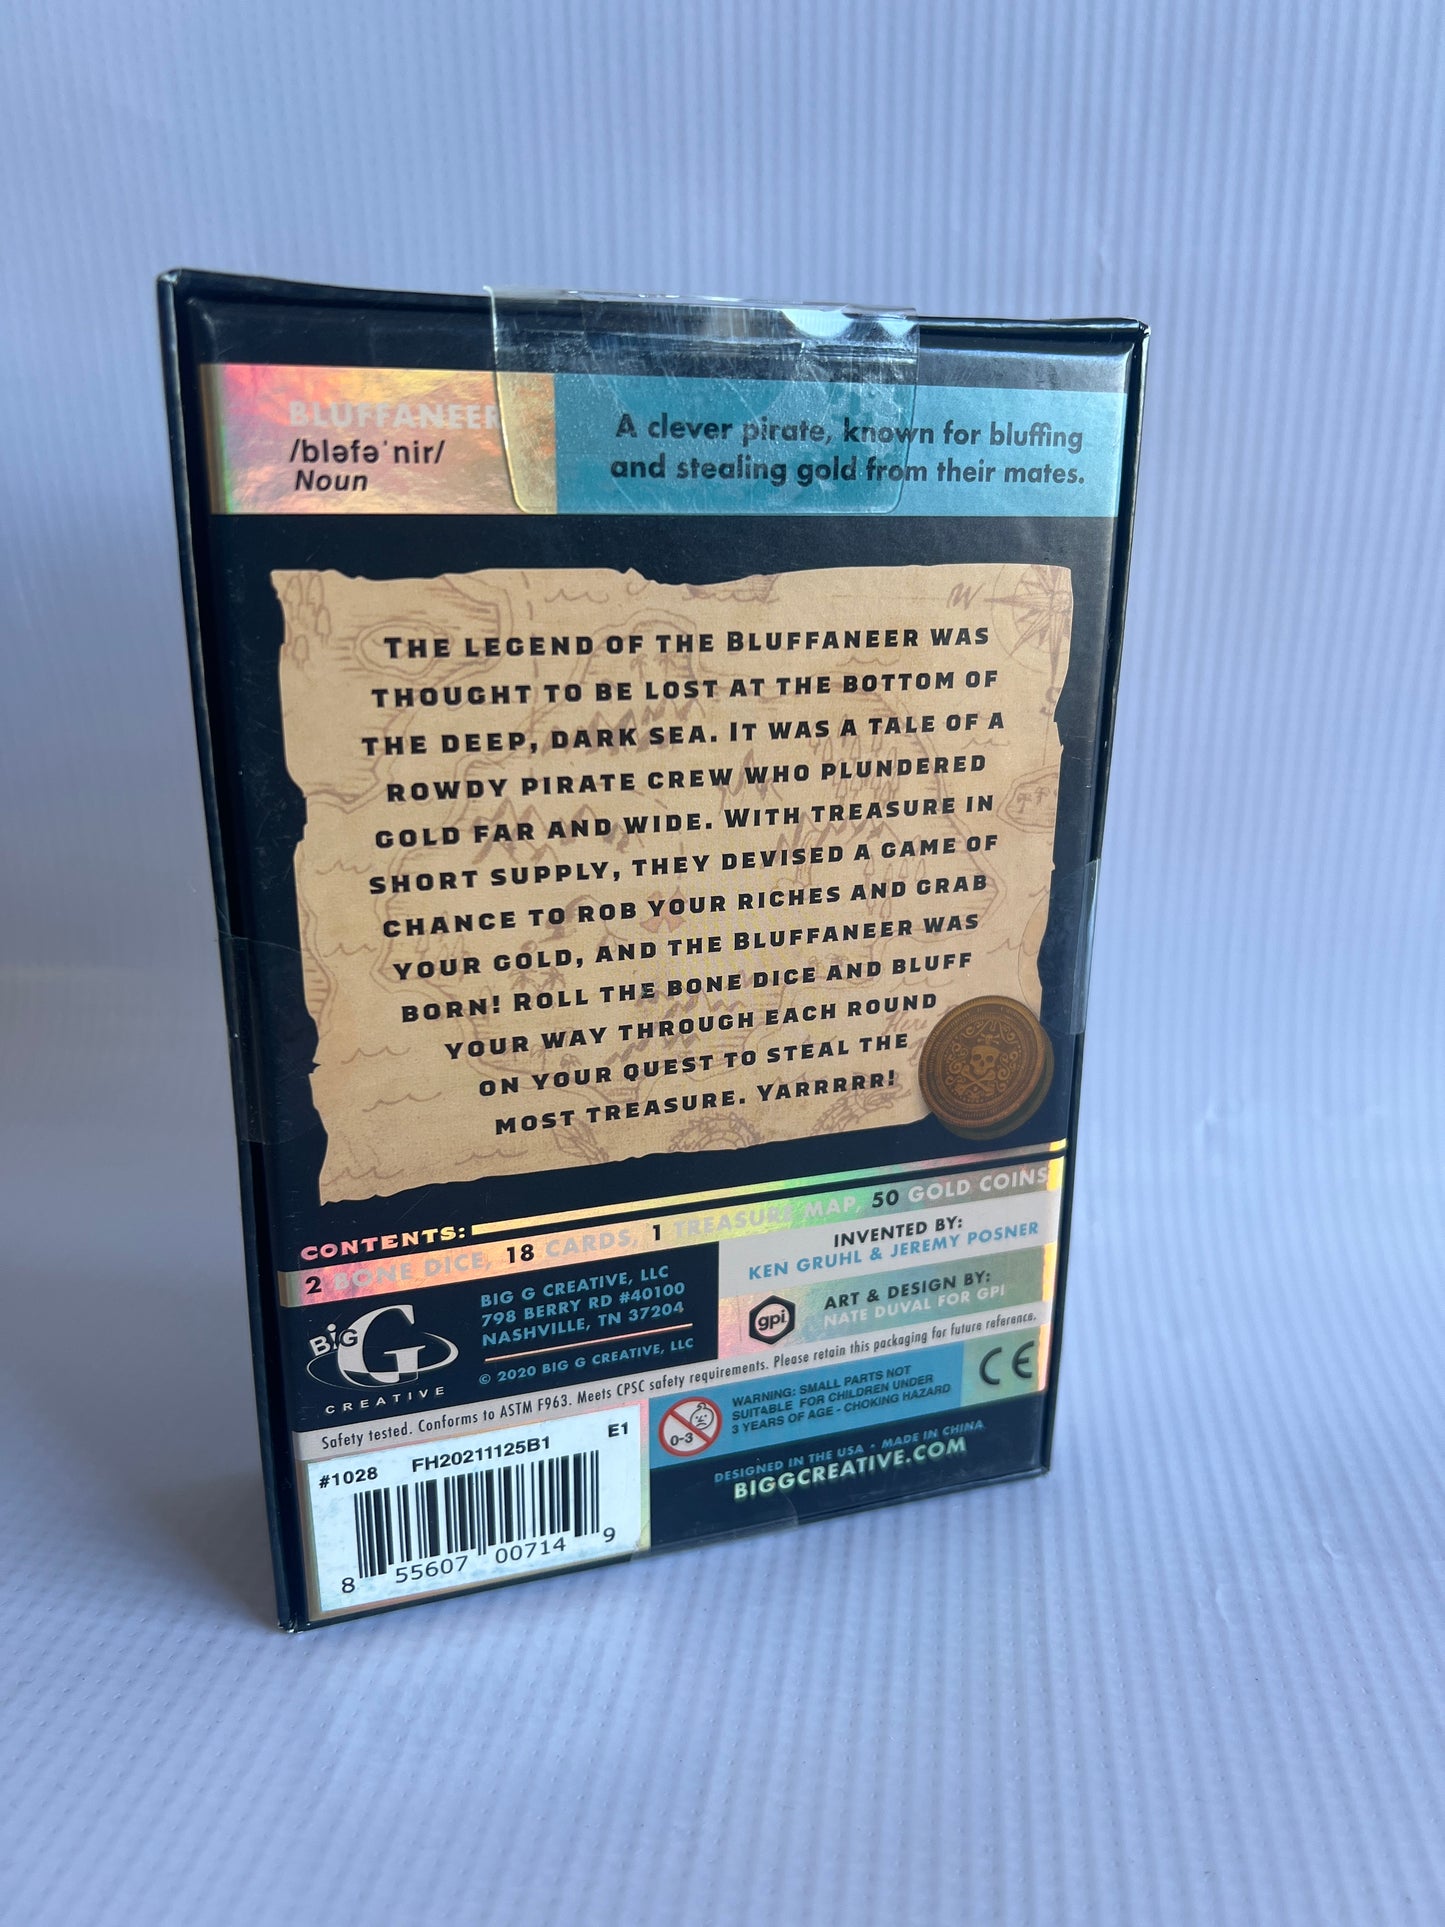 BLUFFANEER
/bləfəˈnir/
Noun
A clever pirate, known for bluffing
and stealing gold from their mates.
THE LEGEND OF THE BLUFFANEER WAS
THOUGHT TO BE LOST AT THE BOTTOM OF
THE DEEP, DARK SEA. IT WAS A TALE OF A
ROWDY PIRATE CREW WHO PLUNDERED
GOLD FAR AND WIDE. WITH TREASURE IN
SHORT SUPPLY, THEY DEVISED A GAME OF
CHANCE TO ROB YOUR RICHES AND GRAB
YOUR GOLD, AND THE BLUFFANEER WAS
BORN! ROLL THE BONE DICE AND BLUFF
YOUR WAY THROUGH EACH ROUND
ON YOUR QUEST TO STEAL THE
MOST TREASURE. YARRRRR!
W
S
Here
CONTENTS:
2 BONE DICE, 18 CARDS, 1 TREASURE MAP, 50 GOLD COINS
BiG G
CREATIVE
BIG G CREATIVE, LLC
798 BERRY RD #40100
NASHVILLE, TN 37204
© 2020 BIG G CREATIVE, LLC
INVENTED BY:
KEN GRUHL & JEREMY POSNER
gpi
ART & DESIGN BY:
NATE DUVAL FOR GPI
Safety tested. Conforms to ASTM F963. Meets CPSC safety requirements. Please retain this packaging for future reference.
0-3
WARNING: SMALL PARTS NOT
SUITABLE FOR CHILDREN UNDER
3 YEARS OF AGE - CHOKING HAZARD
CE
DESIGNED IN THE USA • MADE IN CHINA
BIGGCREATIVE.COM
#1028 FH20211125B1 E1
8 55607 00714 9